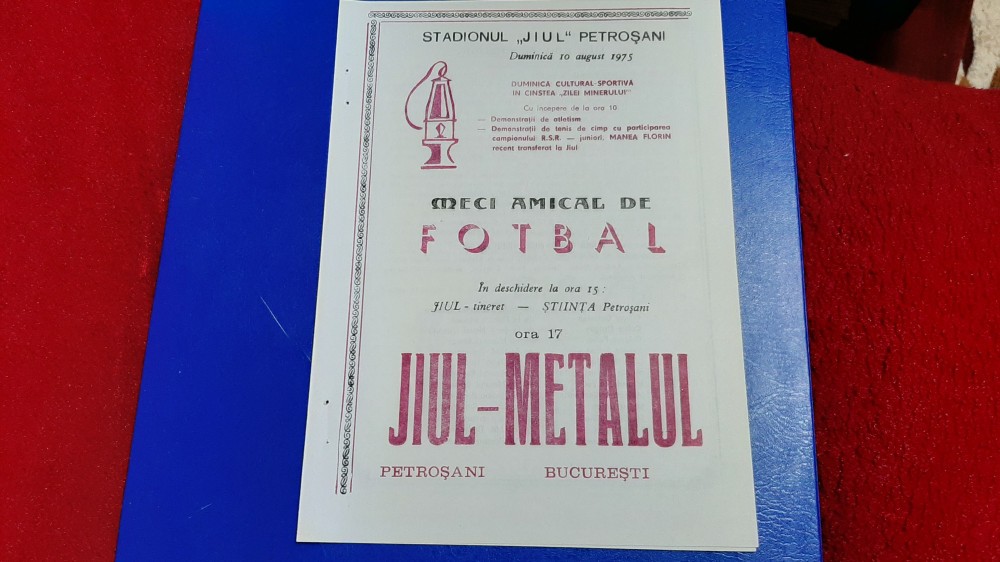 STADIONUL „JIUL“ PETROŞANI
Duminică 10 august 1975
DUMINICA CULTURAL-SPORTIVĂ
IN CINSTEA „ZILEI MINERULUI“
Cu începere de la ora 10
— Demonstraţii de atletism
— Demonstraţii de tenis de cîmp cu participarea
campionului R.S.R. — juniori, MANEA FLORIN
recent transferat la Jiul
MECI AMICAL DE
FOTBAL
În deschidere la ora 15 :
JIUL - tineret — ŞTIINŢA Petroşani
ora 17
JIUL—METALUL
PETROŞANI BUCUREŞTI